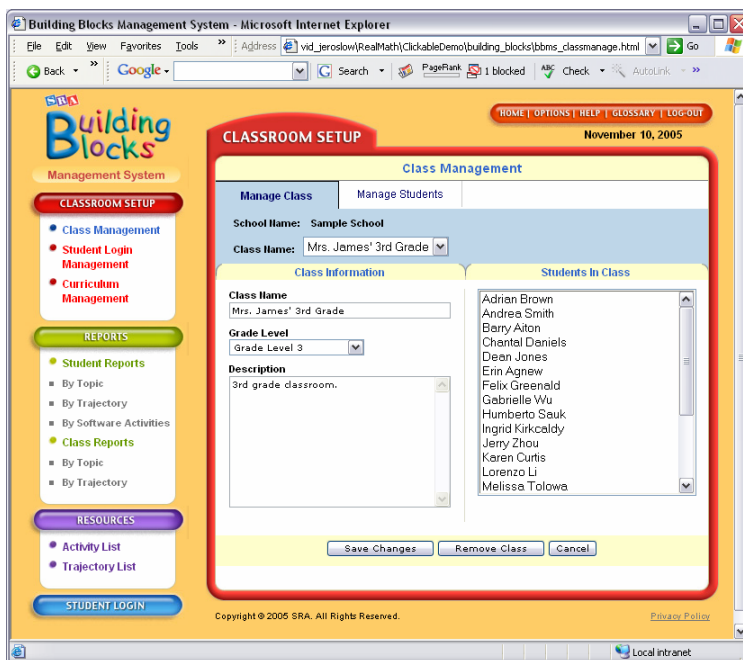 Building Blocks Management System - Microsoft Internet Explorer
File Edit View Favorites Tools » Address vid_jeroslow\RealMath\ClickableDemo\building_blocks\bbms_classmanage.html Go
Back » Google Search PageRank 1 blocked ABC Check AutoLink »
SRA
Building
Blocks
Management System
HOME | OPTIONS | HELP | GLOSSARY | LOG-OUT
CLASSROOM SETUP
November 10, 2005
Class Management
CLASSROOM SETUP
Class Management
Student Login
Management
Curriculum
Management
REPORTS
Student Reports
By Topic
By Trajectory
By Software Activities
Class Reports
By Topic
By Trajectory
RESOURCES
Activity List
Trajectory List
STUDENT LOGIN
Manage Class Manage Students
School Name: Sample School
Class Name: Mrs. James' 3rd Grade
Class Information
Class Name
Mrs. James' 3rd Grade
Grade Level
Grade Level 3
Description
3rd grade classroom.
Students In Class
Adrian Brown
Andrea Smith
Barry Aiton
Chantal Daniels
Dean Jones
Erin Agnew
Felix Greenald
Gabrielle Wu
Humberto Sauk
Ingrid Kirkcaldy
Jerry Zhou
Karen Curtis
Lorenzo Li
Melissa Tolowa
Save Changes Remove Class Cancel
Copyright © 2005 SRA. All Rights Reserved. Privacy Policy
Local intranet